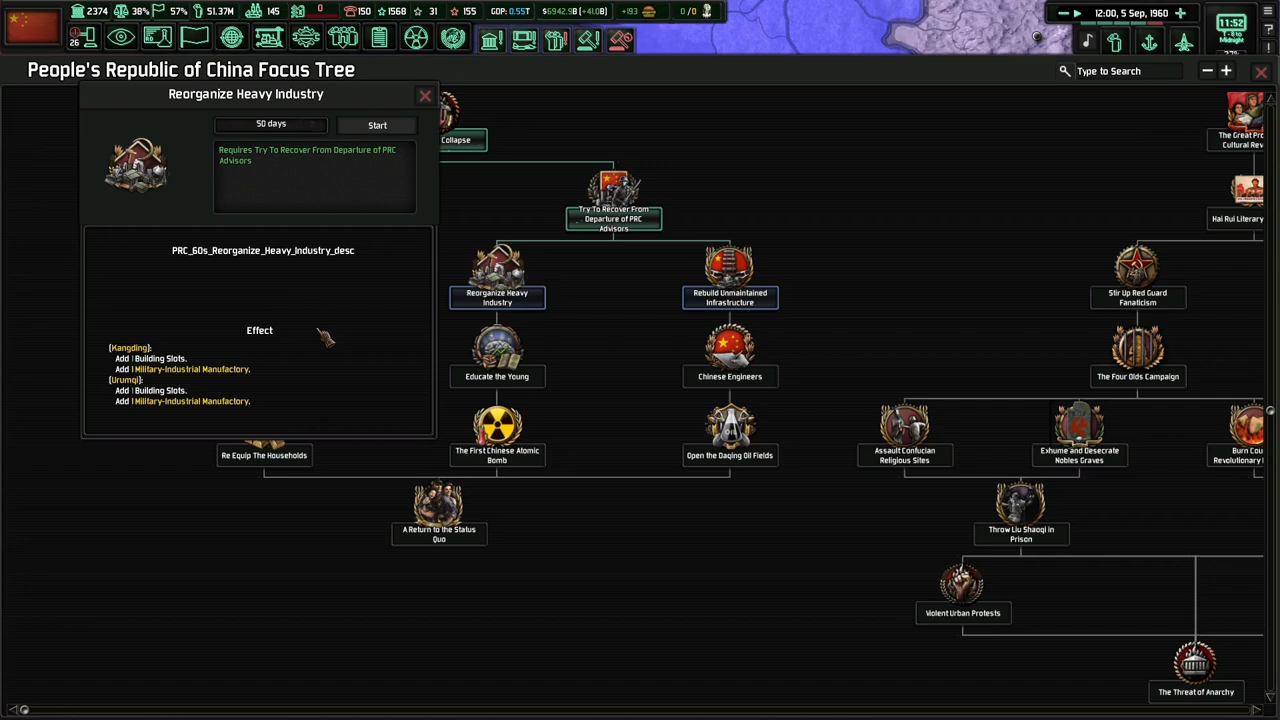 2374 38% 57% 51.37M 145 0 150 1568 31 155 GDP: 0.55T $6942.9B (+41.0B) +193 0/0 12:00, 5 Sep, 1960
26
11:52
to
Midnight
People's Republic of China Focus Tree
Type to Search
Reorganize Heavy Industry
50 days
Start
Requires Try To Recover From Departure of PRC
Advisors
PRC_60s_Reorganize_Heavy_Industry_desc
Effect
(Kangding):
Add 1 Building Slots.
Add 1 Military-Industrial Manufactory.
(Urumqi):
Add 1 Building Slots.
Add 1 Military-Industrial Manufactory.
Collapse
Try To Recover From
Departure of PRC
Advisors
Reorganize Heavy
Industry
Rebuild Unmaintained
Infrastructure
Educate the Young
Chinese Engineers
Re Equip The Households
The First Chinese Atomic
Bomb
Open the Daqing Oil Fields
A Return to the Status
Quo
The Great Pro
Cultural Rev
Hai Rui Literary
Stir Up Red Guard
Fanaticism
The Four Olds Campaign
Assault Confucian
Religious Sites
Exhume and Desecrate
Nobles Graves
Burn Cou
Revolutionary
Throw Liu Shaoqi in
Prison
Violent Urban Protests
The Threat of Anarchy